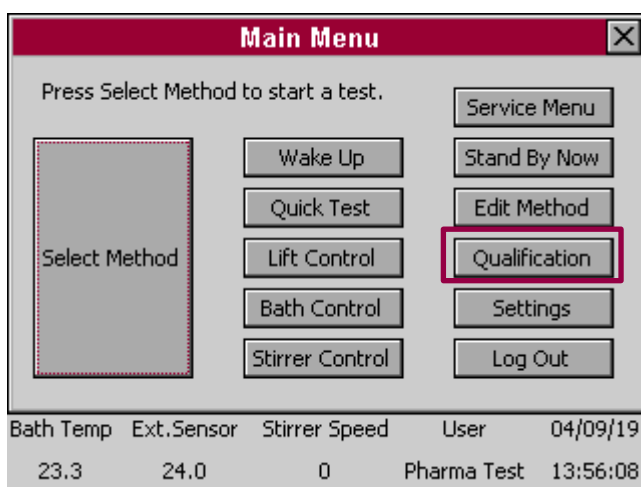 Main Menu
Press Select Method to start a test.
Select Method
Wake Up
Quick Test
Lift Control
Bath Control
Stirrer Control
Service Menu
Stand By Now
Edit Method
Qualification
Settings
Log Out
Bath Temp Ext.Sensor Stirrer Speed User 04/09/19
23.3 24.0 0 Pharma Test 13:56:08